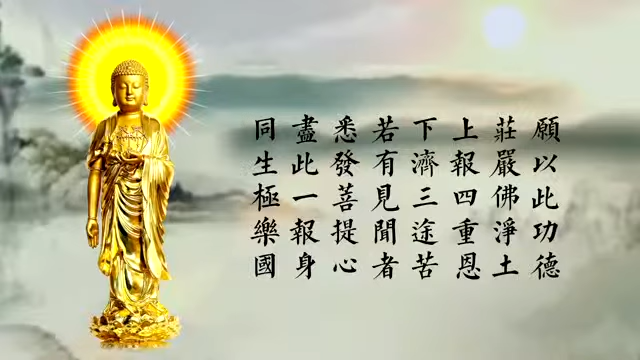 願以此功德
莊嚴佛淨土
上報四重恩
下濟三途苦
若有見聞者
悉發菩提心
盡此一報身
同生極樂國